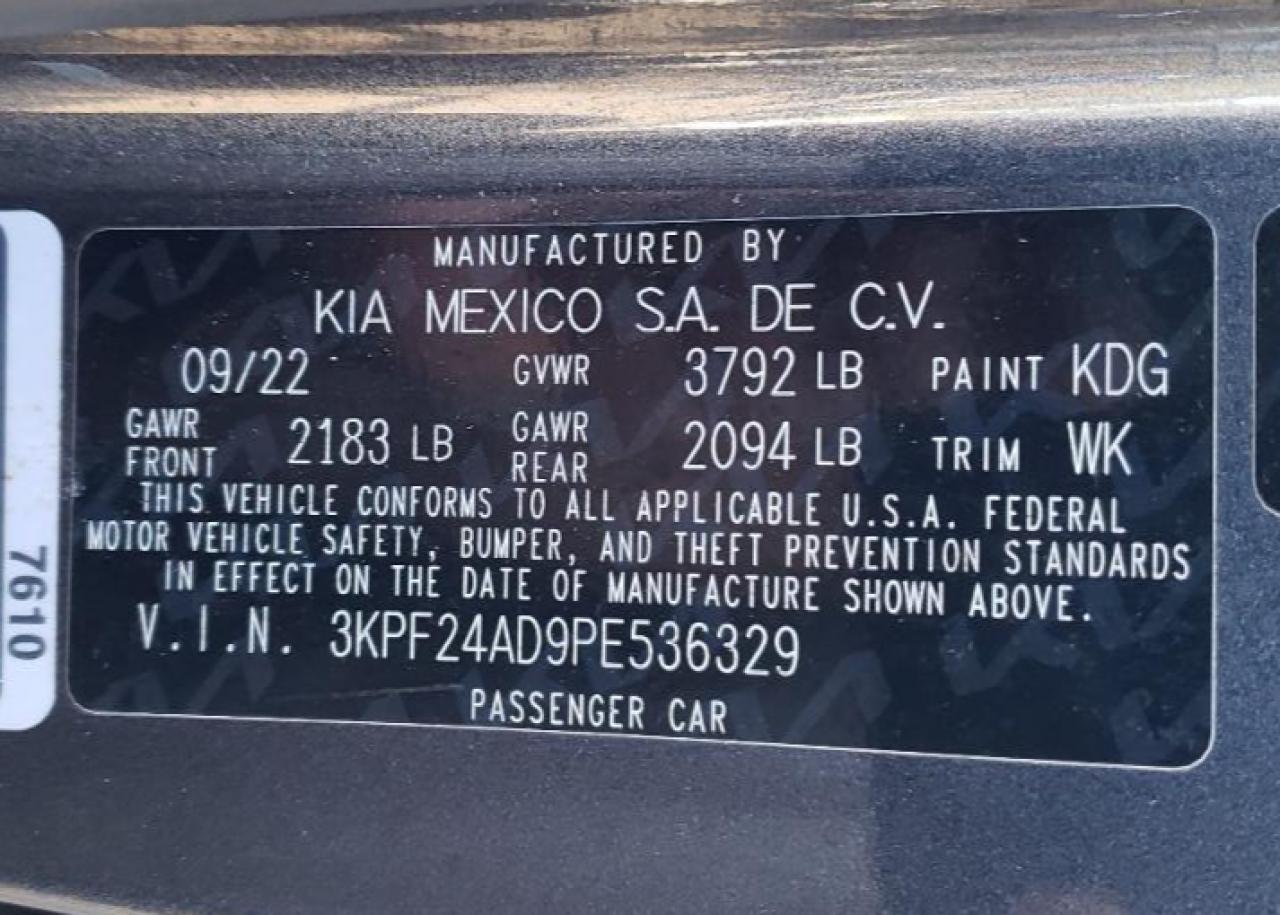 MANUFACTURED BY
KIA MEXICO S.A. DE C.V.
09/22 GVWR 3792 LB PAINT KDG
GAWR FRONT 2183 LB GAWR REAR 2094 LB TRIM WK
THIS VEHICLE CONFORMS TO ALL APPLICABLE U.S.A. FEDERAL
MOTOR VEHICLE SAFETY, BUMPER, AND THEFT PREVENTION STANDARDS
IN EFFECT ON THE DATE OF MANUFACTURE SHOWN ABOVE.
V.I.N. 3KPF24AD9PE536329
PASSENGER CAR
7610